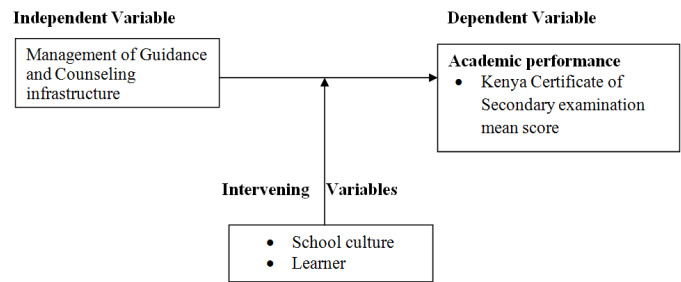 Independent Variable
Dependent Variable
Management of Guidance
and Counseling
infrastructure
Academic performance
• Kenya Certificate of
Secondary examination
mean score
Intervening Variables
• School culture
• Learner